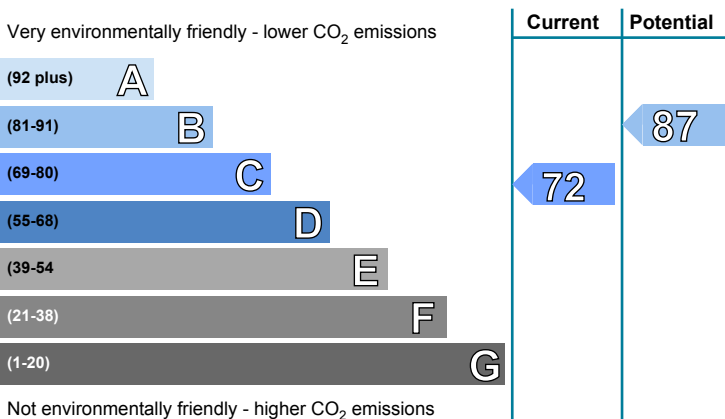 Current Potential
Very environmentally friendly - lower CO2 emissions
(92 plus) A
(81-91) B
87
(69-80) C
72
(55-68) D
(39-54 E
(21-38) F
(1-20) G
Not environmentally friendly - higher CO2 emissions